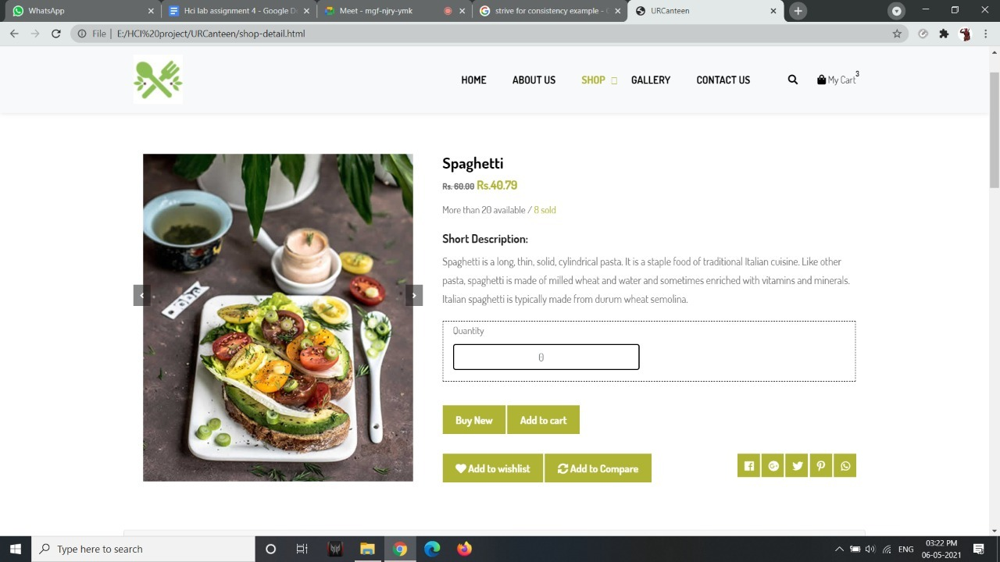 WhatsApp
Hci lab assignment 4 - Google D
Meet - mgf-njry-ymk
strive for consistency example -
URCanteen
File | E:/HCI%20project/URCanteen/shop-detail.html
HOME
ABOUT US
SHOP
GALLERY
CONTACT US
My Cart 3
Spaghetti
Rs. 60.00 Rs.40.79
More than 20 available / 8 sold
Short Description:
Spaghetti is a long, thin, solid, cylindrical pasta. It is a staple food of traditional Italian cuisine. Like other
pasta, spaghetti is made of milled wheat and water and sometimes enriched with vitamins and minerals.
Italian spaghetti is typically made from durum wheat semolina.
Quantity
0
Buy New
Add to cart
Add to wishlist
Add to Compare
Type here to search
ENG
03:22 PM
06-05-2021